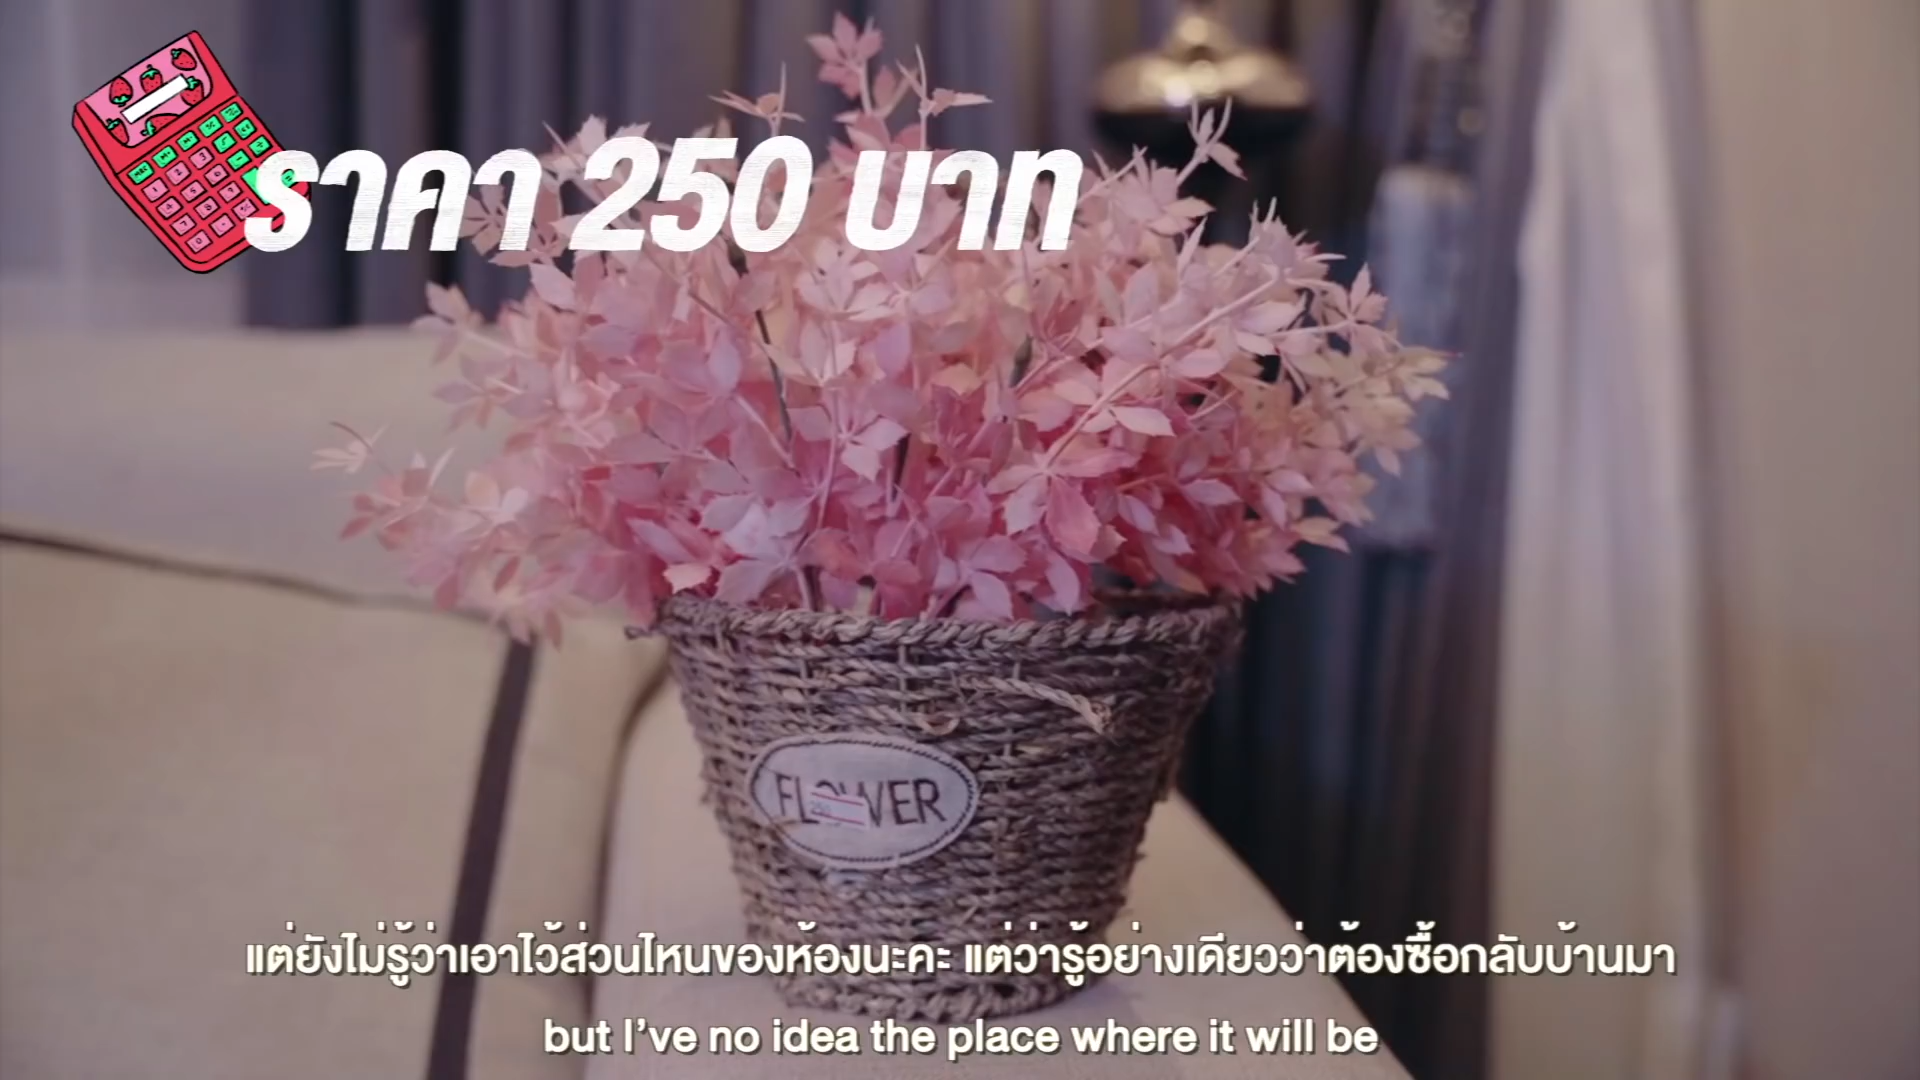 ราคา 250 บาท
FLOWER
250
แต่ยังไม่รู้ว่าเอาไว้ส่วนไหนของห้องนะคะ แต่ว่ารู้อย่างเดียวว่าต้องซื้อกลับบ้านมา
but I've no idea the place where it will be